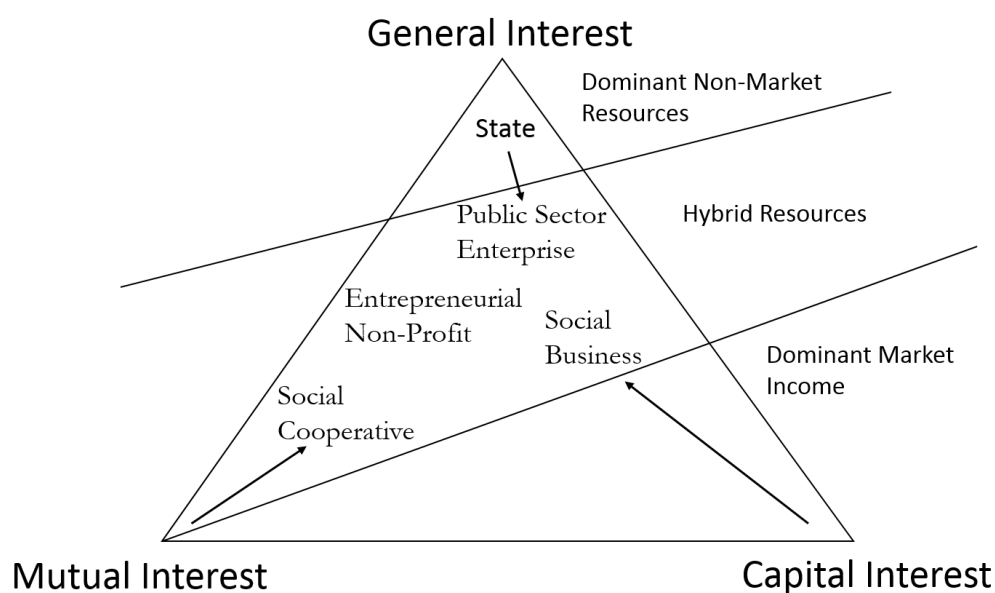 General Interest
Dominant Non-Market
Resources
State
Public Sector
Enterprise
Hybrid Resources
Entrepreneurial
Non-Profit
Social
Business
Dominant Market
Income
Social
Cooperative
Mutual Interest
Capital Interest